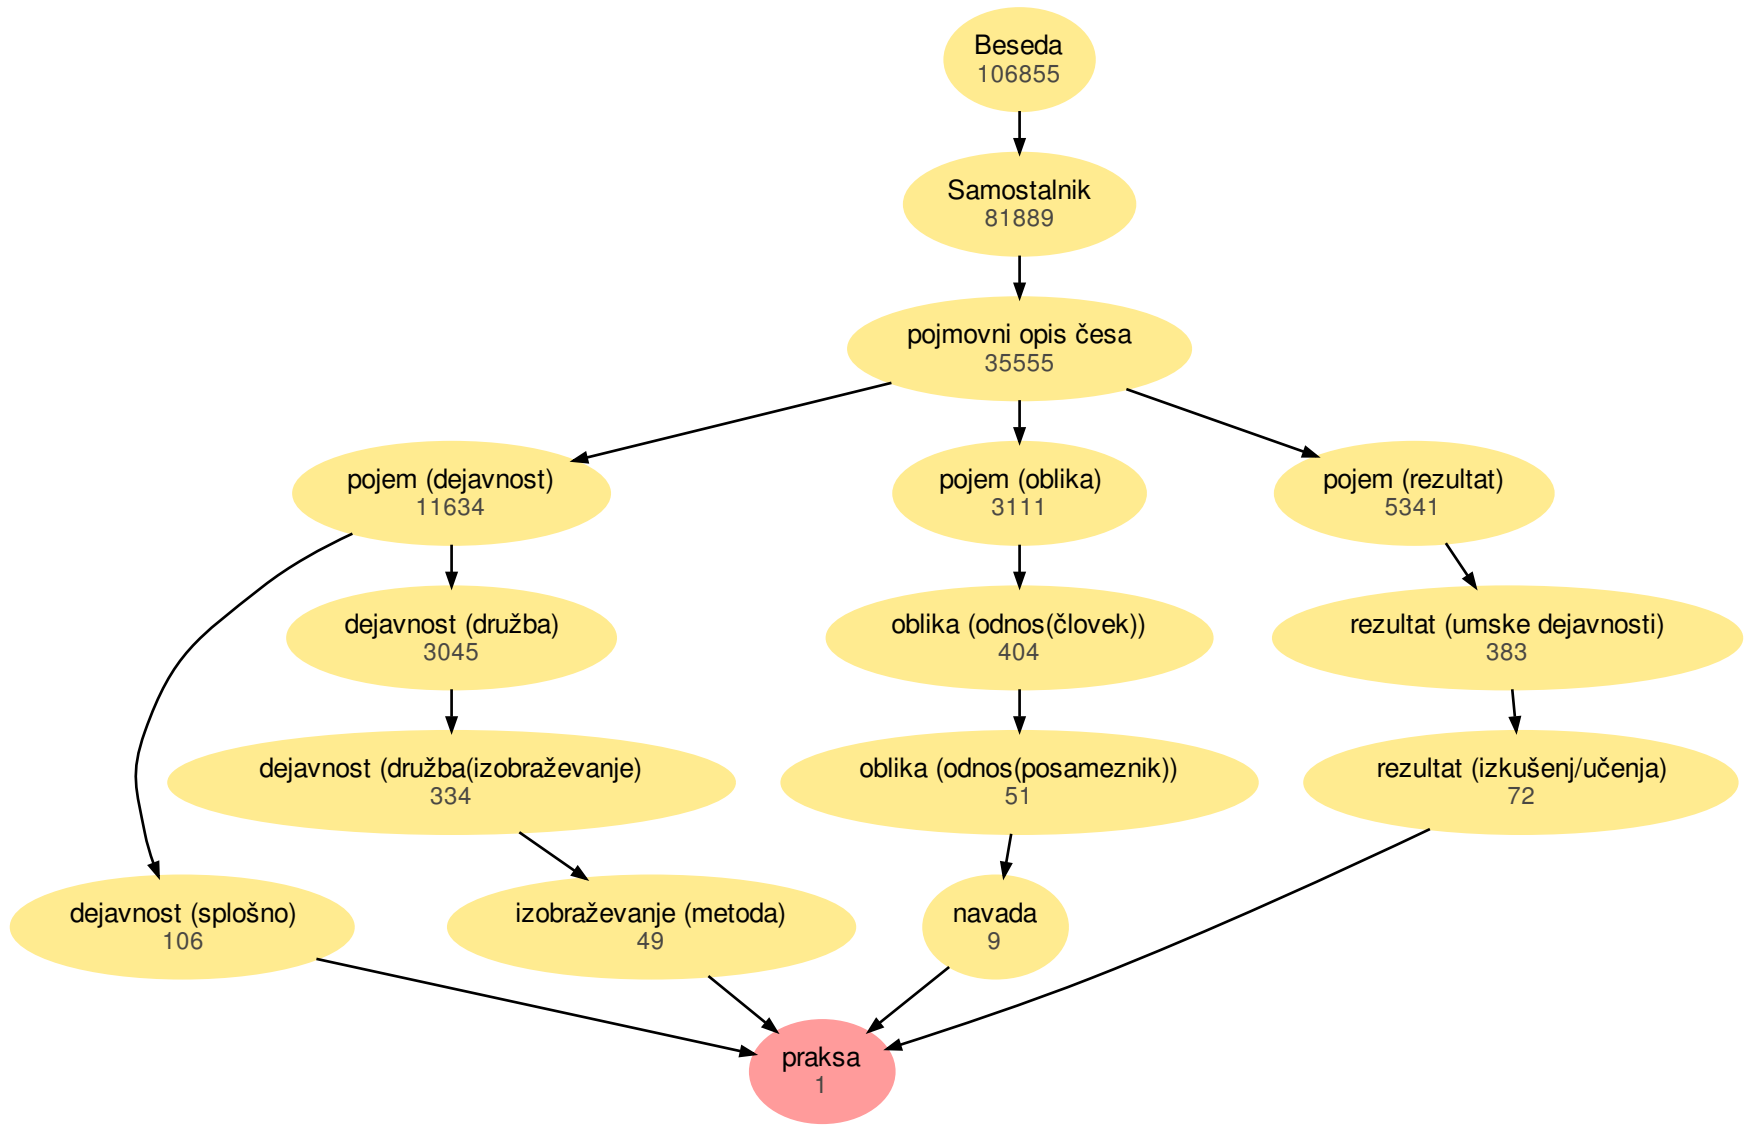 Beseda
106855
Samostalnik
81889
pojmovni opis česa
35555
pojem (dejavnost)
11634
pojem (oblika)
3111
pojem (rezultat)
5341
dejavnost (družba)
3045
oblika (odnos(človek))
404
rezultat (umske dejavnosti)
383
dejavnost (družba(izobraževanje)
334
oblika (odnos(posameznik))
51
rezultat (izkušenj/učenja)
72
dejavnost (splošno)
106
izobraževanje (metoda)
49
navada
9
praksa
1